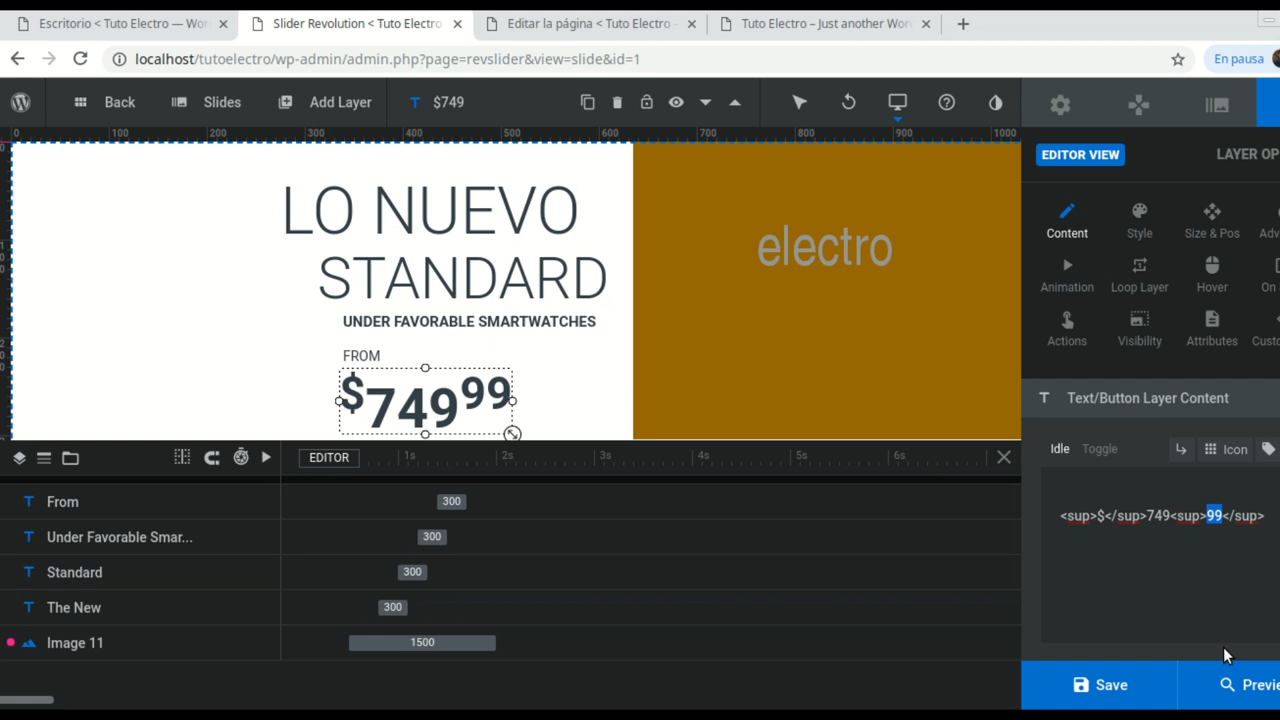 Escritorio < Tuto Electro — Wor
Slider Revolution < Tuto Electro
Editar la página < Tuto Electro -
Tuto Electro – Just another Wor
localhost/tutoelectro/wp-admin/admin.php?page=revslider&view=slide&id=1
En pausa
Back
Slides
Add Layer
T $749
0 100 200 300 400 500 600 700 800 900 1000
EDITOR VIEW
LAYER OP
LO NUEVO
STANDARD
UNDER FAVORABLE SMARTWATCHES
FROM
$74999
electro
Content
Style
Size & Pos
Adv
Animation
Loop Layer
Hover
On
Actions
Visibility
Attributes
Custo
T Text/Button Layer Content
Idle
Toggle
Icon
<sup>$</sup>749<sup>99</sup>
EDITOR
1s 2s 3s 4s 5s 6s
T From
300
T Under Favorable Smar...
300
T Standard
300
T The New
300
Image 11
1500
Save
Previe